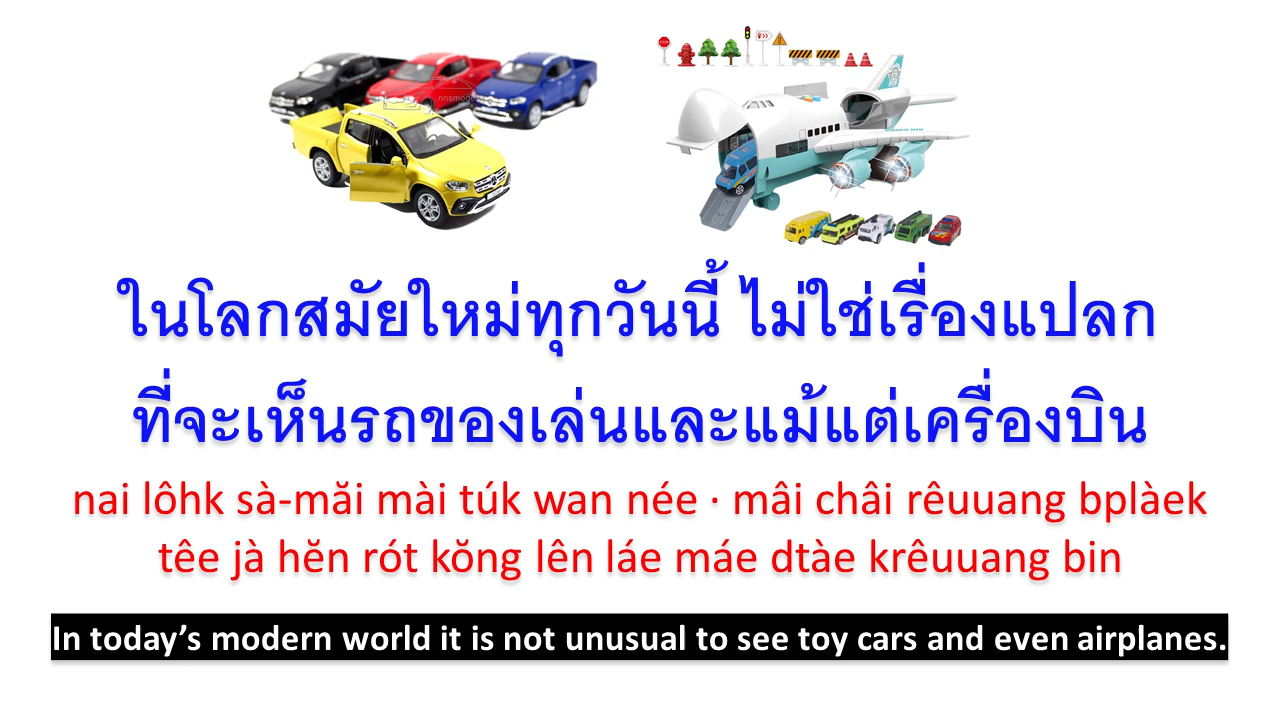 nnsmodel
ในโลกสมัยใหม่ทุกวันนี้ ไม่ใช่เรื่องแปลก
ที่จะเห็นรถของเล่นและแม้แต่เครื่องบิน
nai lôhk sà-măi mài túk wan née · mâi châi rêuuang bplàek
têe jà hĕn rót kŏng lên láe máe dtàe krêuuang bin
In today’s modern world it is not unusual to see toy cars and even airplanes.